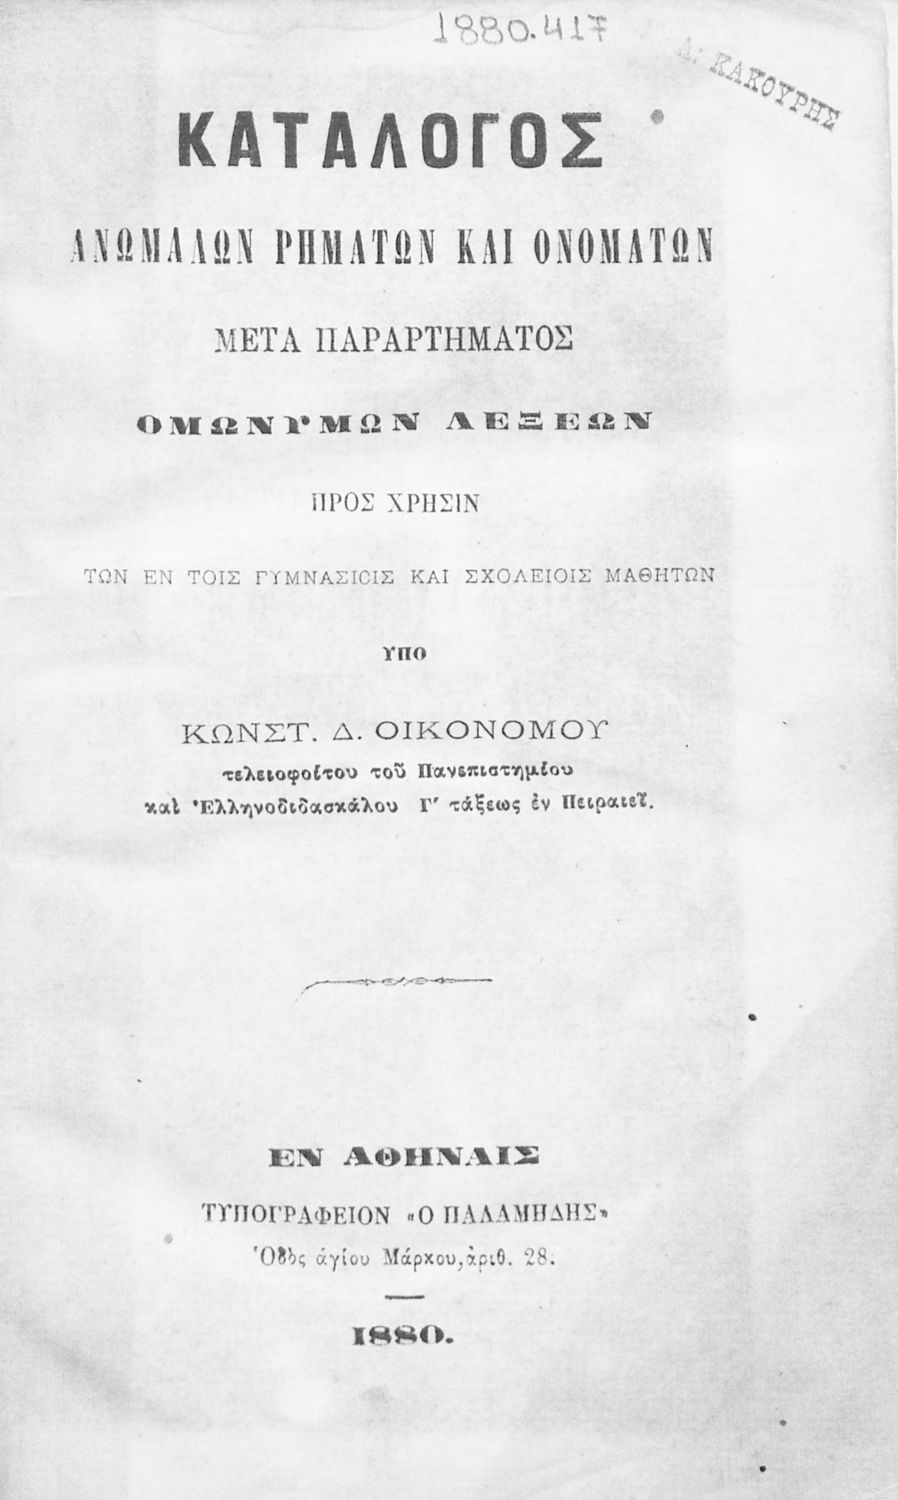 1880.417
Δ. ΚΑΚΟΥΡΗΣ
ΚΑΤΑΛΟΓΟΣ
ΑΝΩΜΑΛΩΝ ΡΗΜΑΤΩΝ ΚΑΙ ΟΝΟΜΑΤΩΝ
ΜΕΤΑ ΠΑΡΑΡΤΗΜΑΤΟΣ
ΟΜΩΝΥΜΩΝ ΛΕΞΕΩΝ
ΠΡΟΣ ΧΡΗΣΙΝ
ΤΩΝ ΕΝ ΤΟΙΣ ΓΥΜΝΑΣΙΟΙΣ ΚΑΙ ΣΧΟΛΕΙΟΙΣ ΜΑΘΗΤΩΝ
ΥΠΟ
ΚΩΝΣΤ. Δ. ΟΙΚΟΝΟΜΟΥ
τελειοφοίτου τοῦ Πανεπιστημίου
καὶ Ἑλληνοδιδασκάλου Γ' τάξεως ἐν Πειραιεῖ.
ΕΝ ΑΘΗΝΑΙΣ
ΤΥΠΟΓΡΑΦΕΙΟΝ «Ο ΠΑΛΑΜΗΔΗΣ»
Ὁδὸς ἁγίου Μάρκου, ἀριθ. 28.
1880.